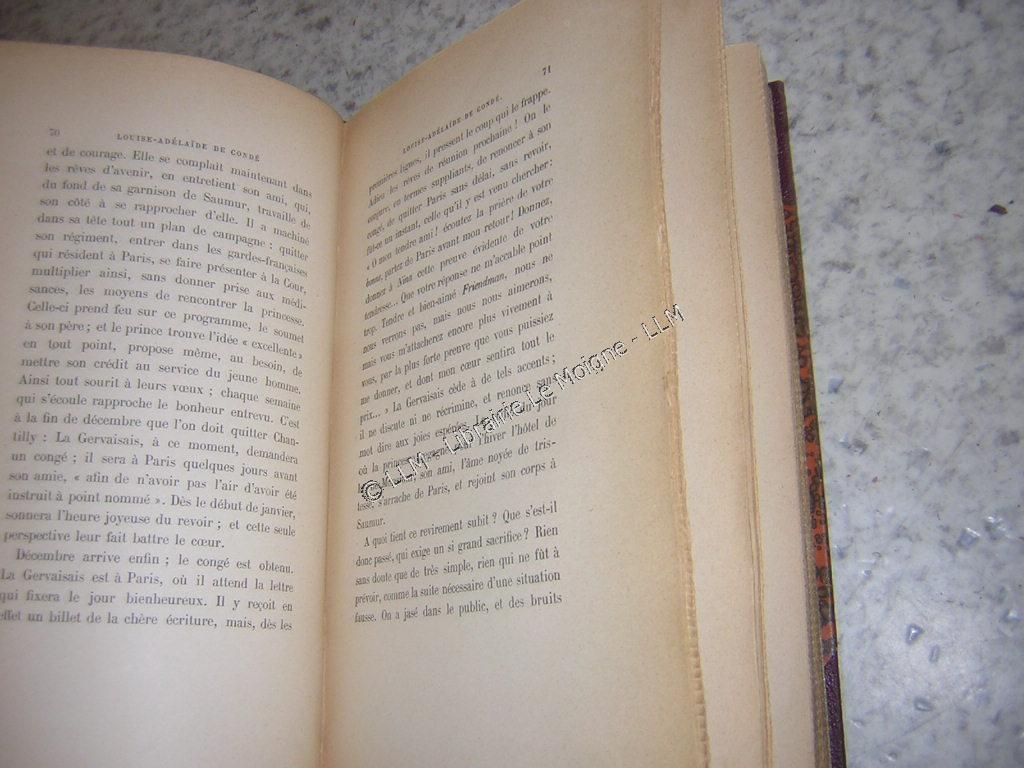 70
LOUISE-ADÉLAÏDE DE CONDÉ
et de courage. Elle se complaît maintenant dans
les rêves d'avenir, en entretient son ami, qui,
du fond de sa garnison de Saumur, travaille de
son côté à se rapprocher d'elle. Il a machiné
dans sa tête tout un plan de campagne : quitter
son régiment, entrer dans les gardes-françaises
qui résident à Paris, se faire présenter à la Cour,
multiplier ainsi, sans donner prise aux médi-
sances, les moyens de rencontrer la princesse.
Celle-ci prend feu sur ce programme, le soumet
à son père ; et le prince trouve l'idée « excellente »
en tout point, propose même, au besoin, de
mettre son crédit au service du jeune homme.
Ainsi tout sourit à leurs vœux ; chaque semaine
qui s'écoule rapproche le bonheur entrevu. C'est
à la fin de décembre que l'on doit quitter Chan-
tilly : La Gervaisais, à ce moment, demandera
un congé ; il sera à Paris quelques jours avant
son amie, « afin de n'avoir pas l'air d'avoir été
instruit à point nommé ». Dès le début de janvier,
sonnera l'heure joyeuse du revoir ; et cette seule
perspective leur fait battre le cœur.
Décembre arrive enfin ; le congé est obtenu.
La Gervaisais est à Paris, où il attend la lettre
qui fixera le jour bienheureux. Il y reçoit en
effet un billet de la chère écriture, mais, dès les
71
LOUISE-ADÉLAÏDE DE CONDÉ.
premières lignes, il pressent le coup qui le frappe.
Adieu les rêves de réunion prochaine ! On le
conjure, en termes suppliants, de renoncer à son
congé, de quitter Paris sans délai, sans revoir,
fût-ce un instant, celle qu'il y est venu chercher :
« O mon tendre ami ! écoutez la prière de votre
bonne, partez de Paris avant mon retour ! Donnez,
donnez à Nina cette preuve évidente de votre
tendresse... Que votre réponse ne m'accable point
trop. Tendre et bien-aimé Friendman, nous ne
nous verrons pas, mais nous nous aimerons,
mais vous m'attacherez encore plus vivement à
vous, par la plus forte preuve que vous puissiez
me donner, et dont mon cœur sentira tout le
prix... » La Gervaisais cède à de tels accents ;
il ne discute ni ne récrimine, et renonce sans
mot dire aux joies espérées. du jour
où la l'hiver l'hôtel de
son ami, l'âme noyée de tris-
tesse, s'arrache de Paris, et rejoint son corps à
Saumur.
A quoi tient ce revirement subit ? Que s'est-il
donc passé, qui exige un si grand sacrifice ? Rien
sans doute que de très simple, rien qui ne fût à
prévoir, comme la suite nécessaire d'une situation
fausse. On a jasé dans le public, et des bruits
© LLM - Librairie Le Moigne - LLM